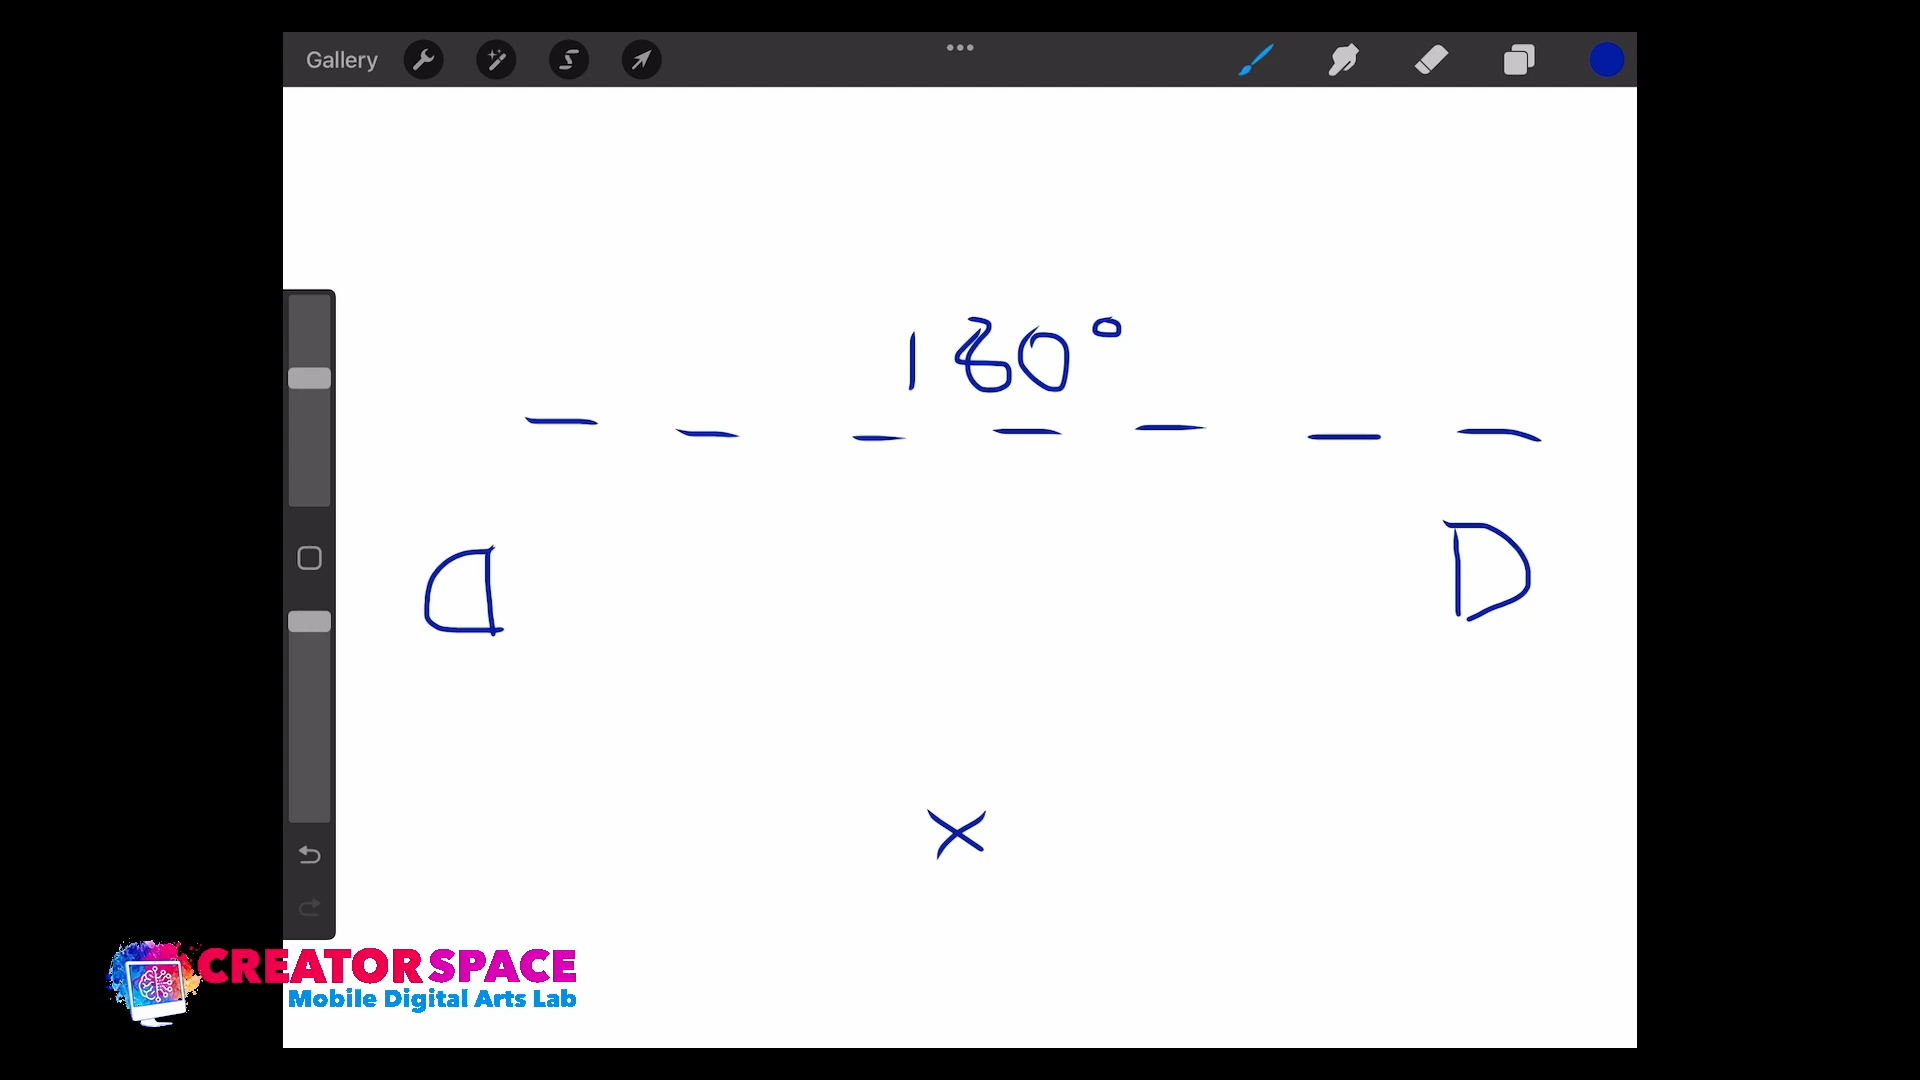 Gallery
180°
D
X
CREATORSPACE
Mobile Digital Arts Lab